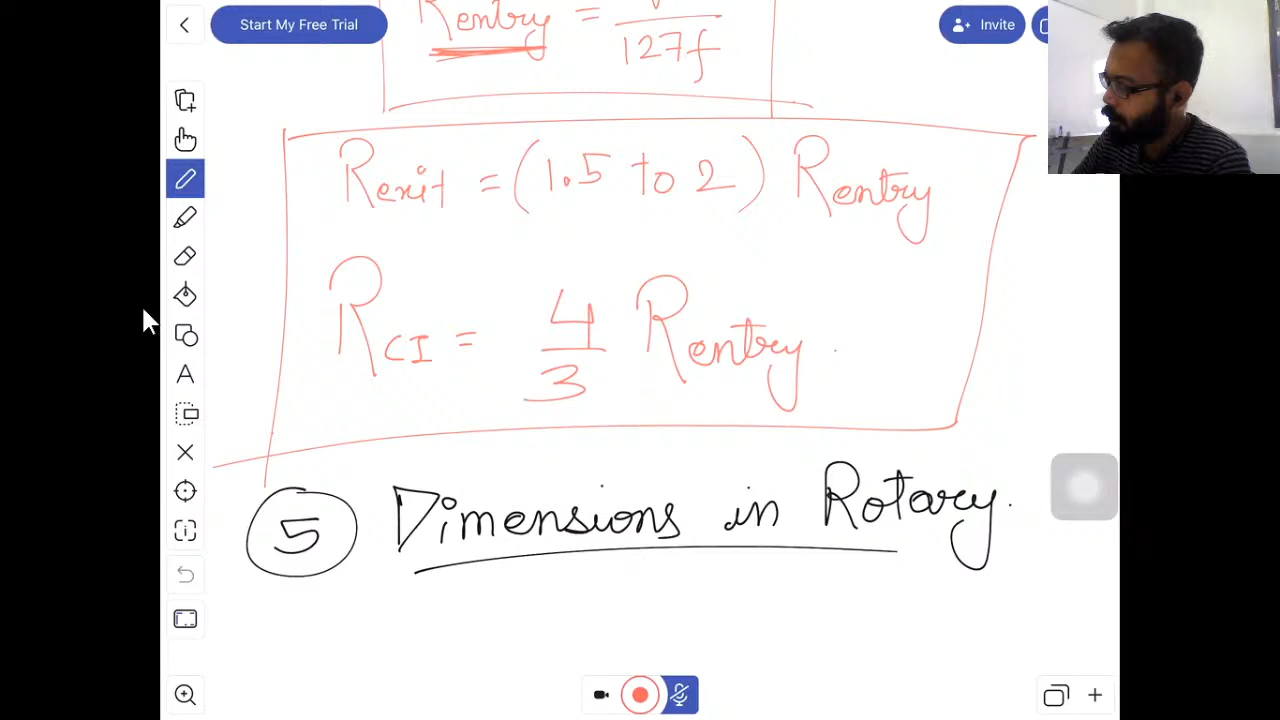 Start My Free Trial
Invite
Rentry =
127f
Rexit = (1.5 to 2) Rentry
RCI = 4/3 Rentry
5 Dimensions in Rotary.